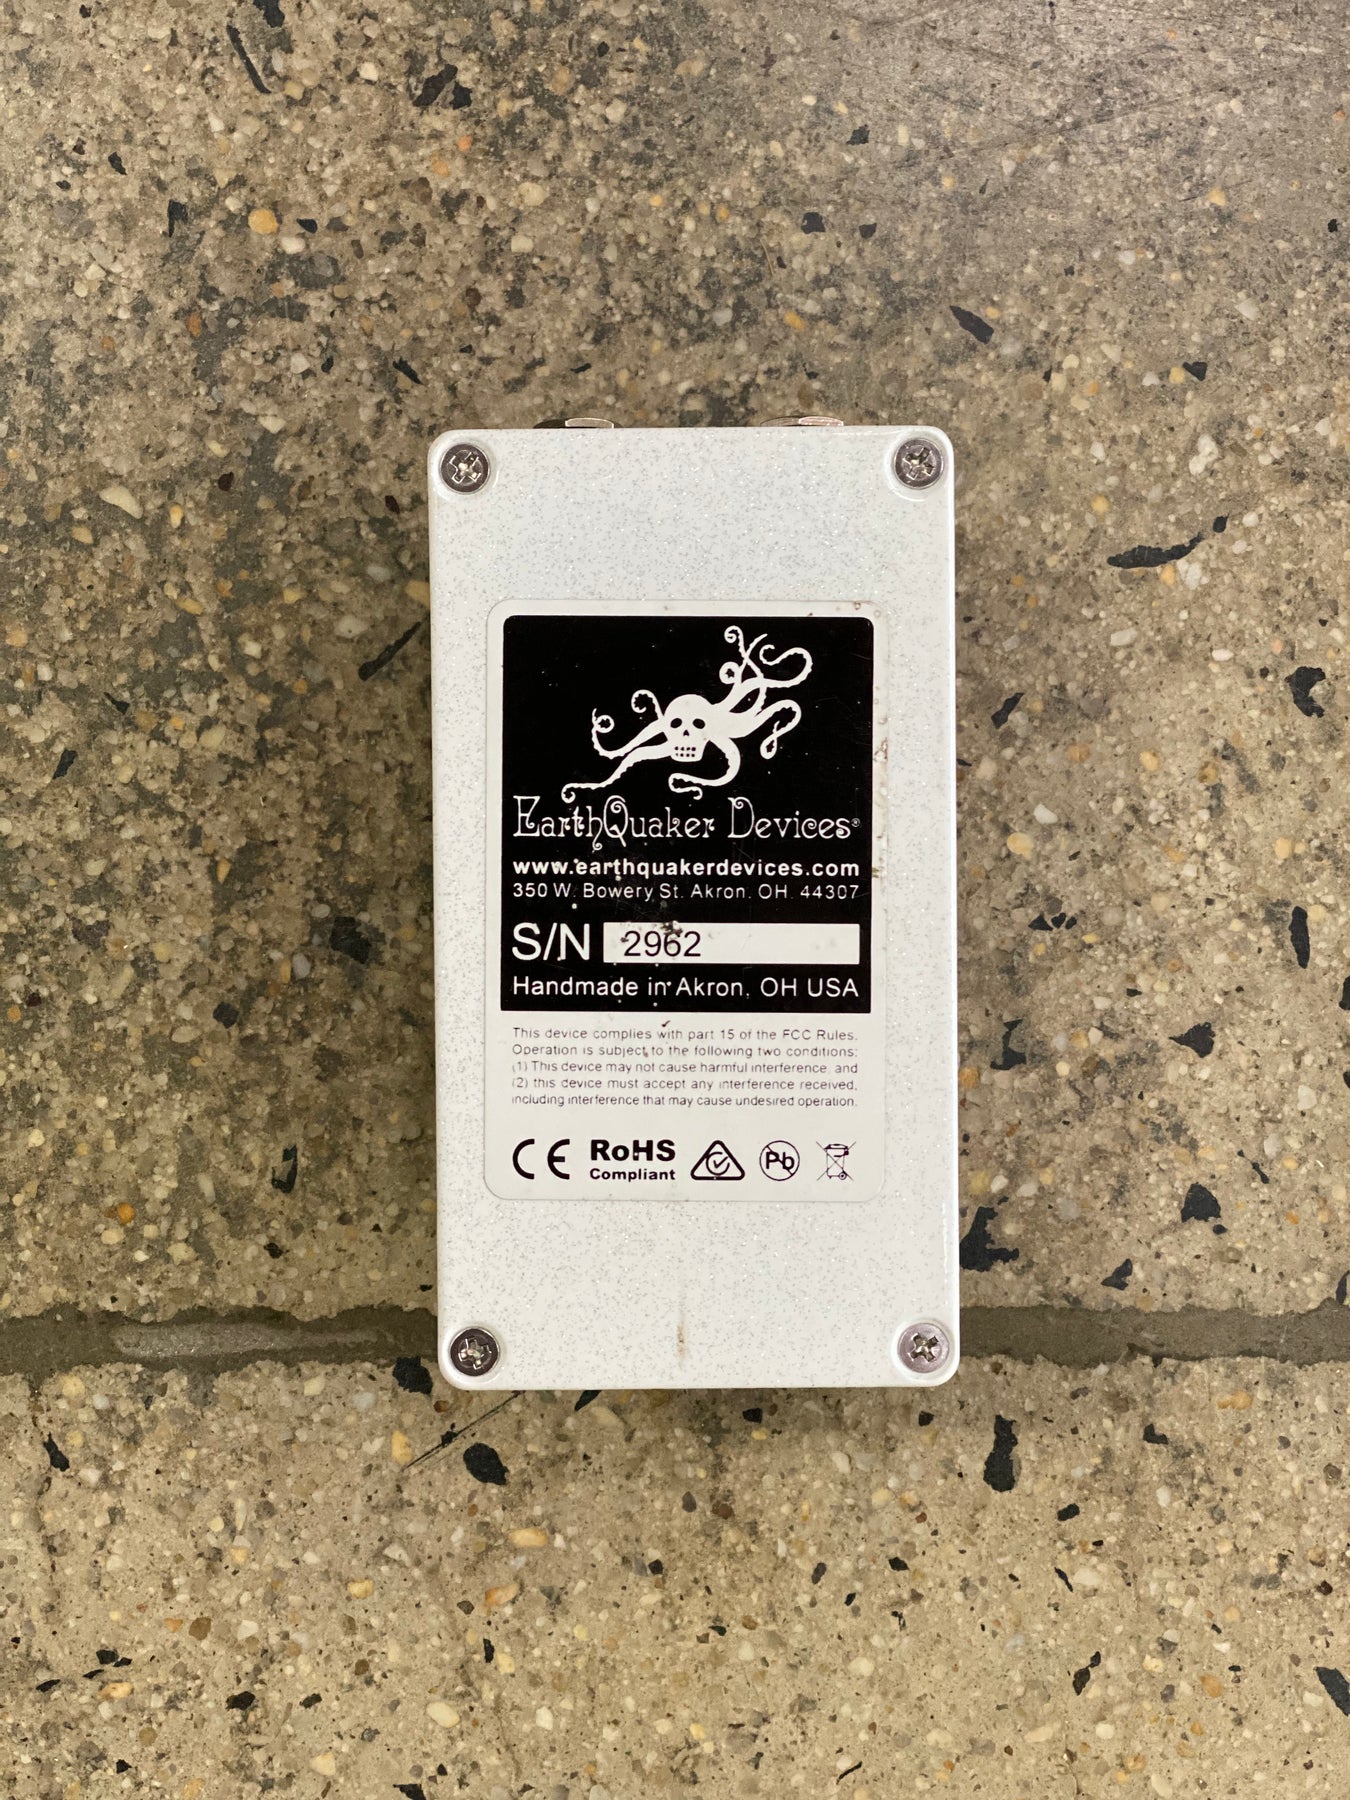 EarthQuaker Devices®
www.earthquakerdevices.com
350 W. Bowery St. Akron. OH. 44307
S/N 2962
Handmade in Akron, OH USA
This device complies with part 15 of the FCC Rules.
Operation is subject to the following two conditions:
(1) This device may not cause harmful interference, and
(2) this device must accept any interference received,
including interference that may cause undesired operation.
CE RoHS Pb
Compliant